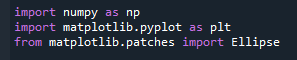 import numpy as np
import matplotlib.pyplot as plt
from matplotlib.patches import Ellipse